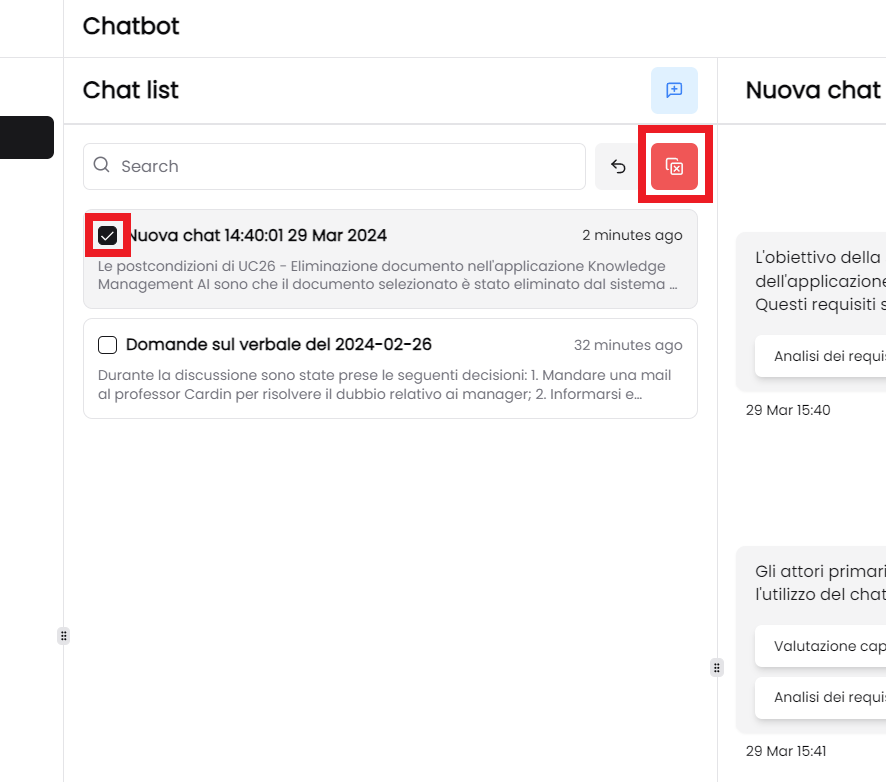 Chatbot
Chat list
Nuova chat
Search
Nuova chat 14:40:01 29 Mar 2024
2 minutes ago
Le postcondizioni di UC26 - Eliminazione documento nell'applicazione Knowledge
Management AI sono che il documento selezionato è stato eliminato dal sistema ...
Domande sul verbale del 2024-02-26
32 minutes ago
Durante la discussione sono state prese le seguenti decisioni: 1. Mandare una mail
al professor Cardin per risolvere il dubbio relativo ai manager; 2. Informarsi e...
L'obiettivo della
dell'applicazione
Questi requisiti s
Analisi dei requis
29 Mar 15:40
Gli attori primari
l'utilizzo del chat
Valutazione cap
Analisi dei requis
29 Mar 15:41